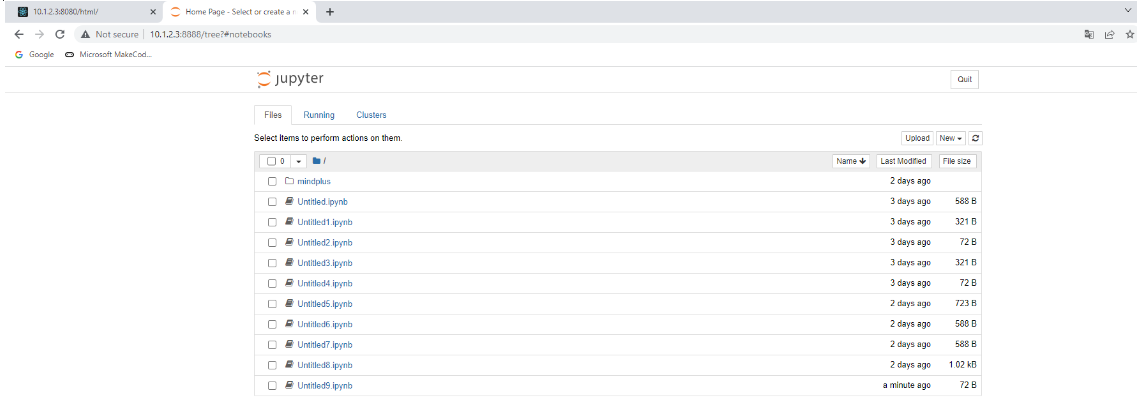 10.1.2.3:8080/html/ × Home Page - Select or create a n × +
Not secure 10.1.2.3:8888/tree?#notebooks
Google Microsoft MakeCod...
jupyter Quit
Files Running Clusters
Select items to perform actions on them. Upload New
0 / Name Last Modified File size
mindplus 2 days ago
Untitled.ipynb 3 days ago 588 B
Untitled1.ipynb 3 days ago 321 B
Untitled2.ipynb 3 days ago 72 B
Untitled3.ipynb 3 days ago 321 B
Untitled4.ipynb 3 days ago 72 B
Untitled5.ipynb 2 days ago 723 B
Untitled6.ipynb 2 days ago 588 B
Untitled7.ipynb 2 days ago 588 B
Untitled8.ipynb 2 days ago 1.02 kB
Untitled9.ipynb a minute ago 72 B